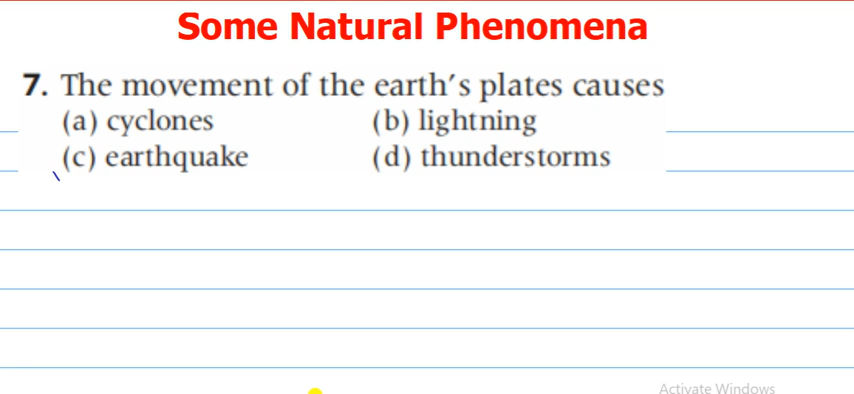 Some Natural Phenomena
7. The movement of the earth's plates causes
(a) cyclones (b) lightning
(c) earthquake (d) thunderstorms
Activate Windows